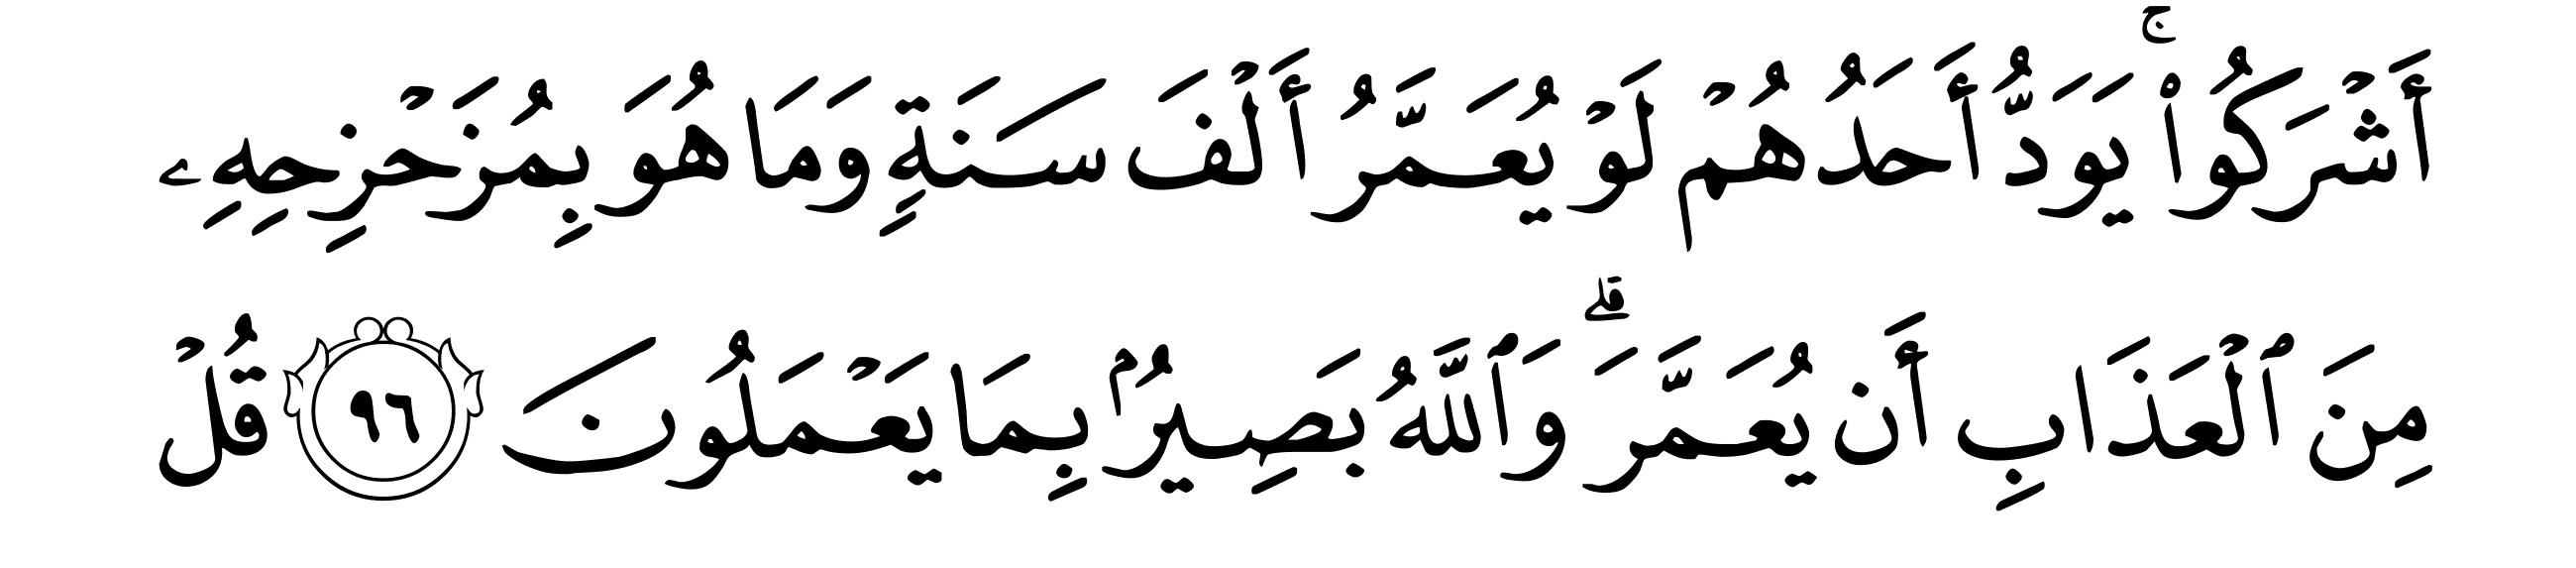 أَشۡرَكُواْۚ يَوَدُّ أَحَدُهُمۡ لَوۡ يُعَمَّرُ أَلۡفَ سَنَةٖ وَمَا هُوَ بِمُزَحۡزِحِهِۦ
مِنَ ٱلۡعَذَابِ أَن يُعَمَّرَۗ وَٱللَّهُ بَصِيرُۢ بِمَا يَعۡمَلُونَ ٩٦ قُلۡ